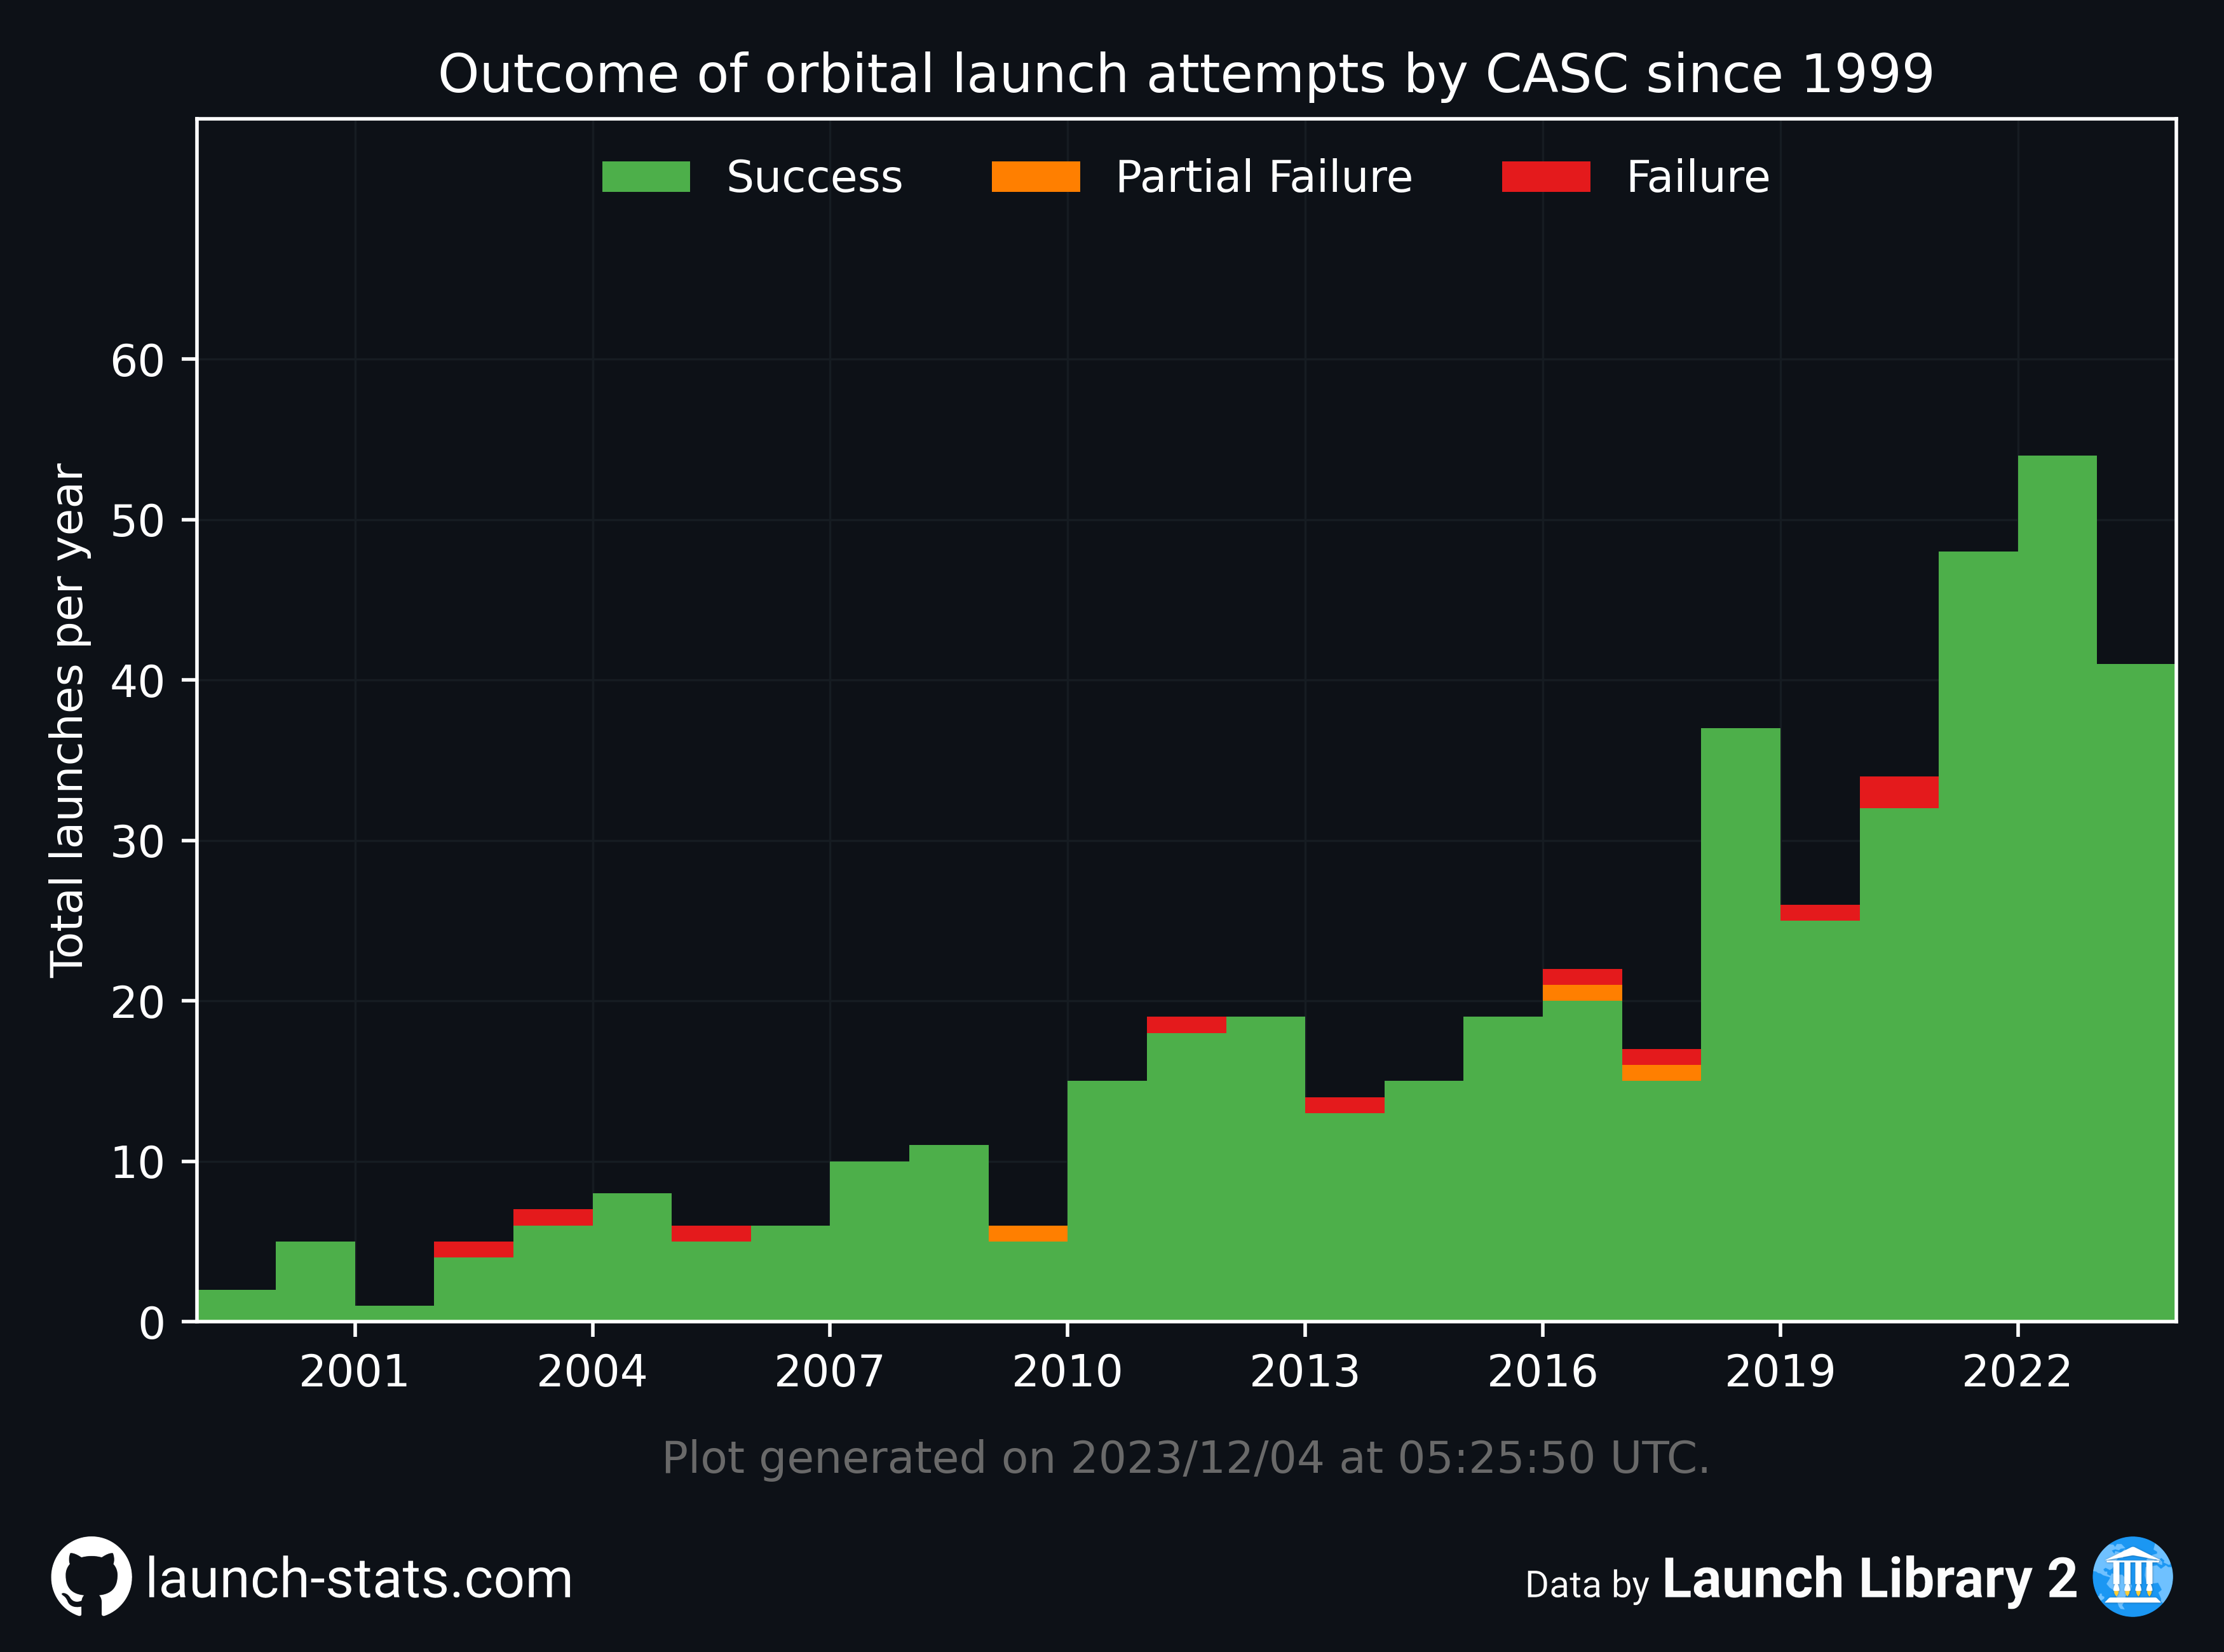 Outcome of orbital launch attempts by CASC since 1999
Success Partial Failure Failure
Total launches per year
60
50
40
30
20
10
0
2001 2004 2007 2010 2013 2016 2019 2022
Plot generated on 2023/12/04 at 05:25:50 UTC.
launch-stats.com
Data by Launch Library 2